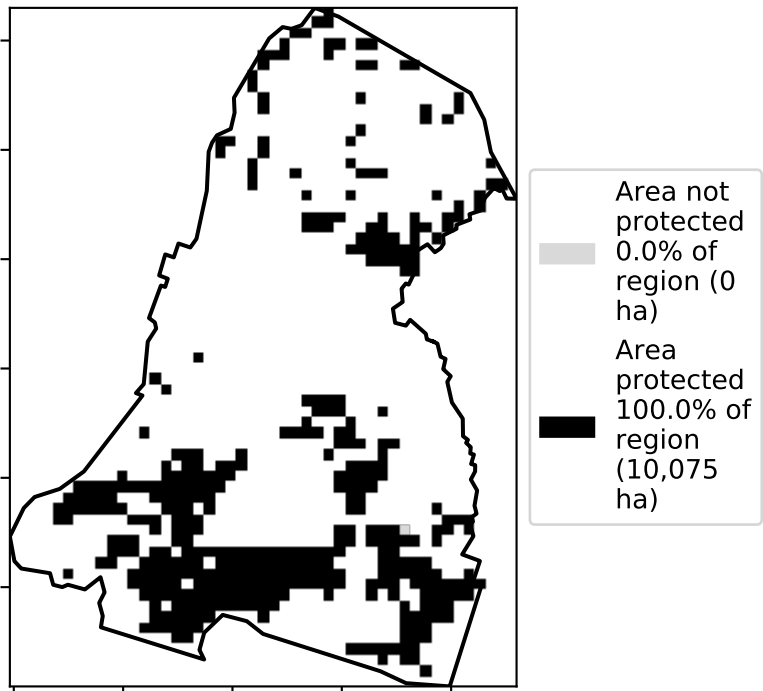 Area not
protected
0.0% of
region (0
ha)
Area
protected
100.0% of
region
(10,075
ha)